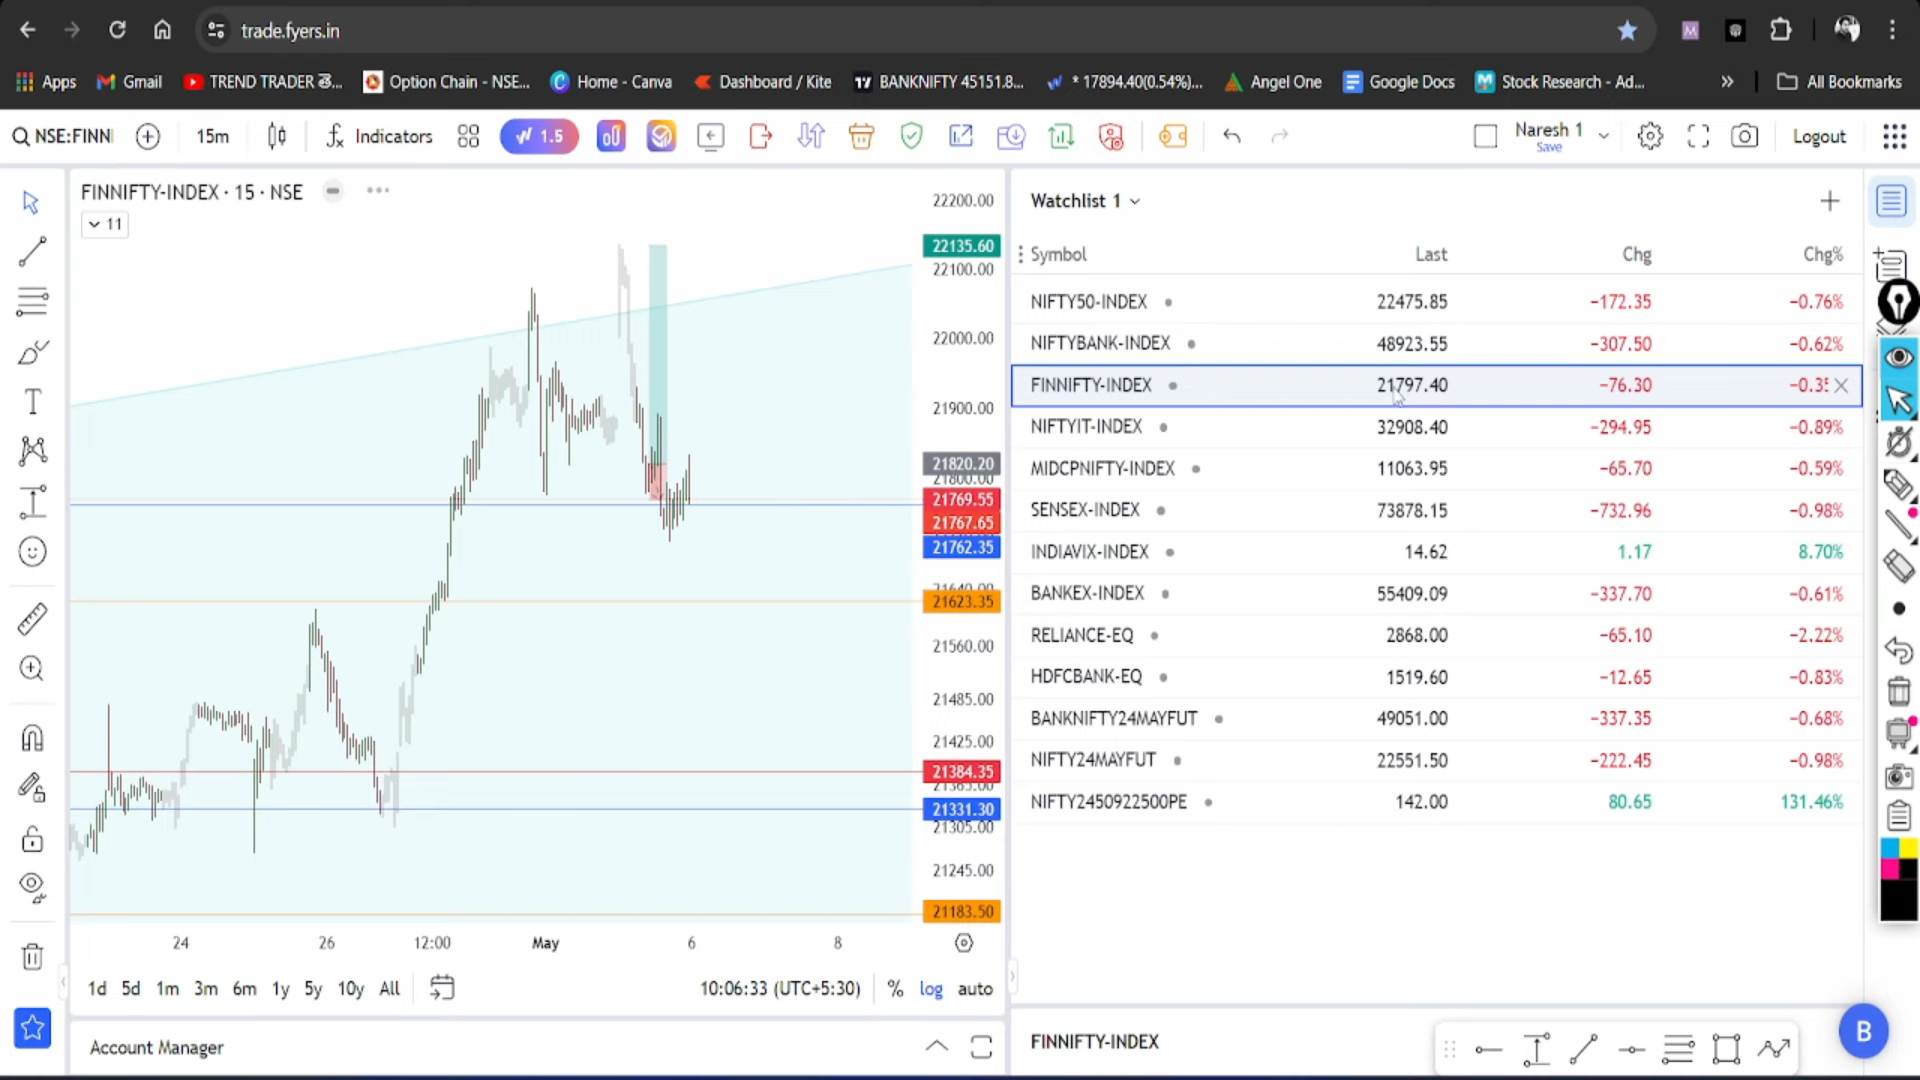 trade.fyers.in
Apps Gmail TREND TRADER తె... Option Chain - NSE... Home - Canva Dashboard / Kite BANKNIFTY 45151.8... * 17894.40(0.54%)... Angel One Google Docs Stock Research - Ad... » All Bookmarks
NSE:FINNI 15m Indicators 1.5 Naresh 1 Logout
Save
FINNIFTY-INDEX · 15 · NSE
11
22200.00
22135.60
22100.00
22000.00
21900.00
21820.20
21800.00
21769.55
21767.65
21762.35
21640.00
21623.35
21560.00
21485.00
21425.00
21384.35
21365.00
21331.30
21305.00
21245.00
21183.50
24 26 12:00 May 6 8
1d 5d 1m 3m 6m 1y 5y 10y All 10:06:33 (UTC+5:30) % log auto
Account Manager
Watchlist 1
Symbol Last Chg Chg%
NIFTY50-INDEX 22475.85 −172.35 −0.76%
NIFTYBANK-INDEX 48923.55 −307.50 −0.62%
FINNIFTY-INDEX 21797.40 −76.30
NIFTYIT-INDEX 32908.40 −294.95 −0.89%
MIDCPNIFTY-INDEX 11063.95 −65.70 −0.59%
SENSEX-INDEX 73878.15 −732.96 −0.98%
INDIAVIX-INDEX 14.62 1.17 8.70%
BANKEX-INDEX 55409.09 −337.70 −0.61%
RELIANCE-EQ 2868.00 −65.10 −2.22%
HDFCBANK-EQ 1519.60 −12.65 −0.83%
BANKNIFTY24MAYFUT 49051.00 −337.35 −0.68%
NIFTY24MAYFUT 22551.50 −222.45 −0.98%
NIFTY2450922500PE 142.00 80.65 131.46%
FINNIFTY-INDEX
B